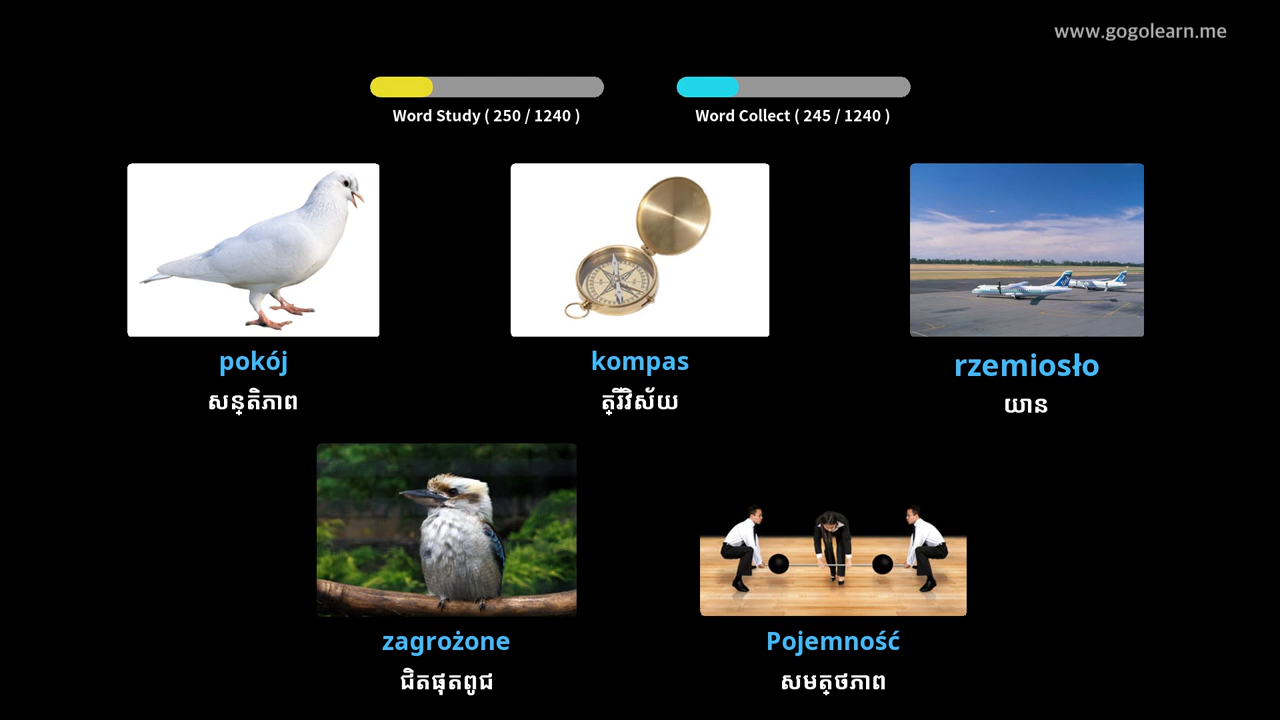 www.gogolearn.me
Word Study ( 250 / 1240 )
Word Collect ( 245 / 1240 )
pokój
kompas
rzemiosło
សន្តិភាព
ត្រីវិស័យ
យាន
zagrożone
Pojemność
ជិតផុតពូជ
សមត្ថភាព